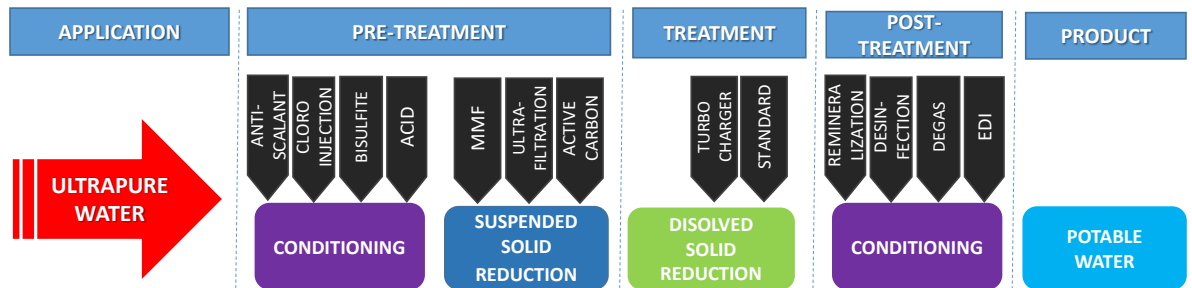 APPLICATION
PRE-TREATMENT
TREATMENT
POST-
TREATMENT
PRODUCT
ULTRAPURE
WATER
ANTI-
SCALANT
CLORO
INJECTION
BISULFITE
ACID
MMF
ULTRA-
FILTRATION
ACTIVE
CARBON
TURBO
CHARGER
STANDARD
REMINERA
LIZATION
DESIN-
FECTION
DEGAS
EDI
CONDITIONING
SUSPENDED
SOLID
REDUCTION
DISOLVED
SOLID
REDUCTION
CONDITIONING
POTABLE
WATER